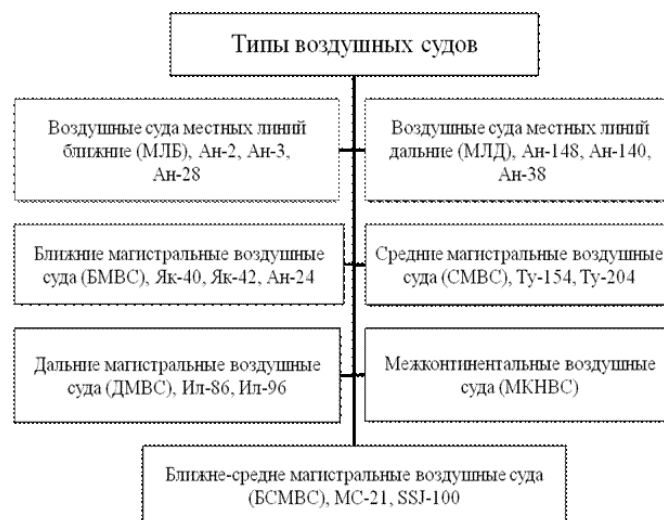 Типы воздушных судов
Воздушные суда местных линий
ближние (МЛБ), Ан-2, Ан-3,
Ан-28
Воздушные суда местных линий
дальние (МЛД), Ан-148, Ан-140,
Ан-38
Ближние магистральные воздушные
суда (БМВС), Як-40, Як-42, Ан-24
Средние магистральные воздушные
суда (СМВС), Ту-154, Ту-204
Дальние магистральные воздушные
суда (ДМВС), Ил-86, Ил-96
Межконтинентальные воздушные
суда (МКНВС)
Ближне-средне магистральные воздушные суда
(БСМВС), МС-21, SSJ-100